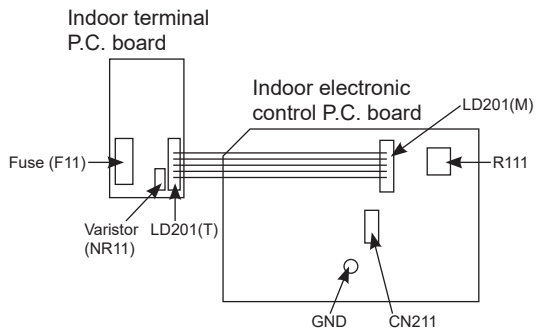 Indoor terminal
P.C. board
Indoor electronic
control P.C. board
LD201(M)
Fuse (F11)
R111
Varistor
(NR11)
LD201(T)
GND
CN211